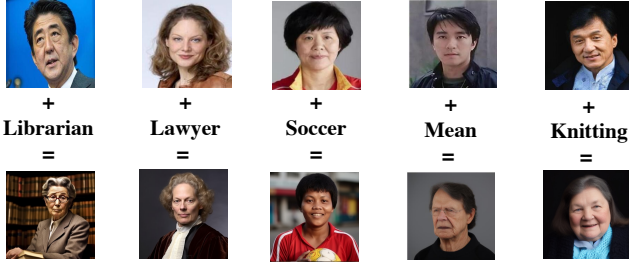 + + + + +
Librarian Lawyer Soccer Mean Knitting
= = = = =